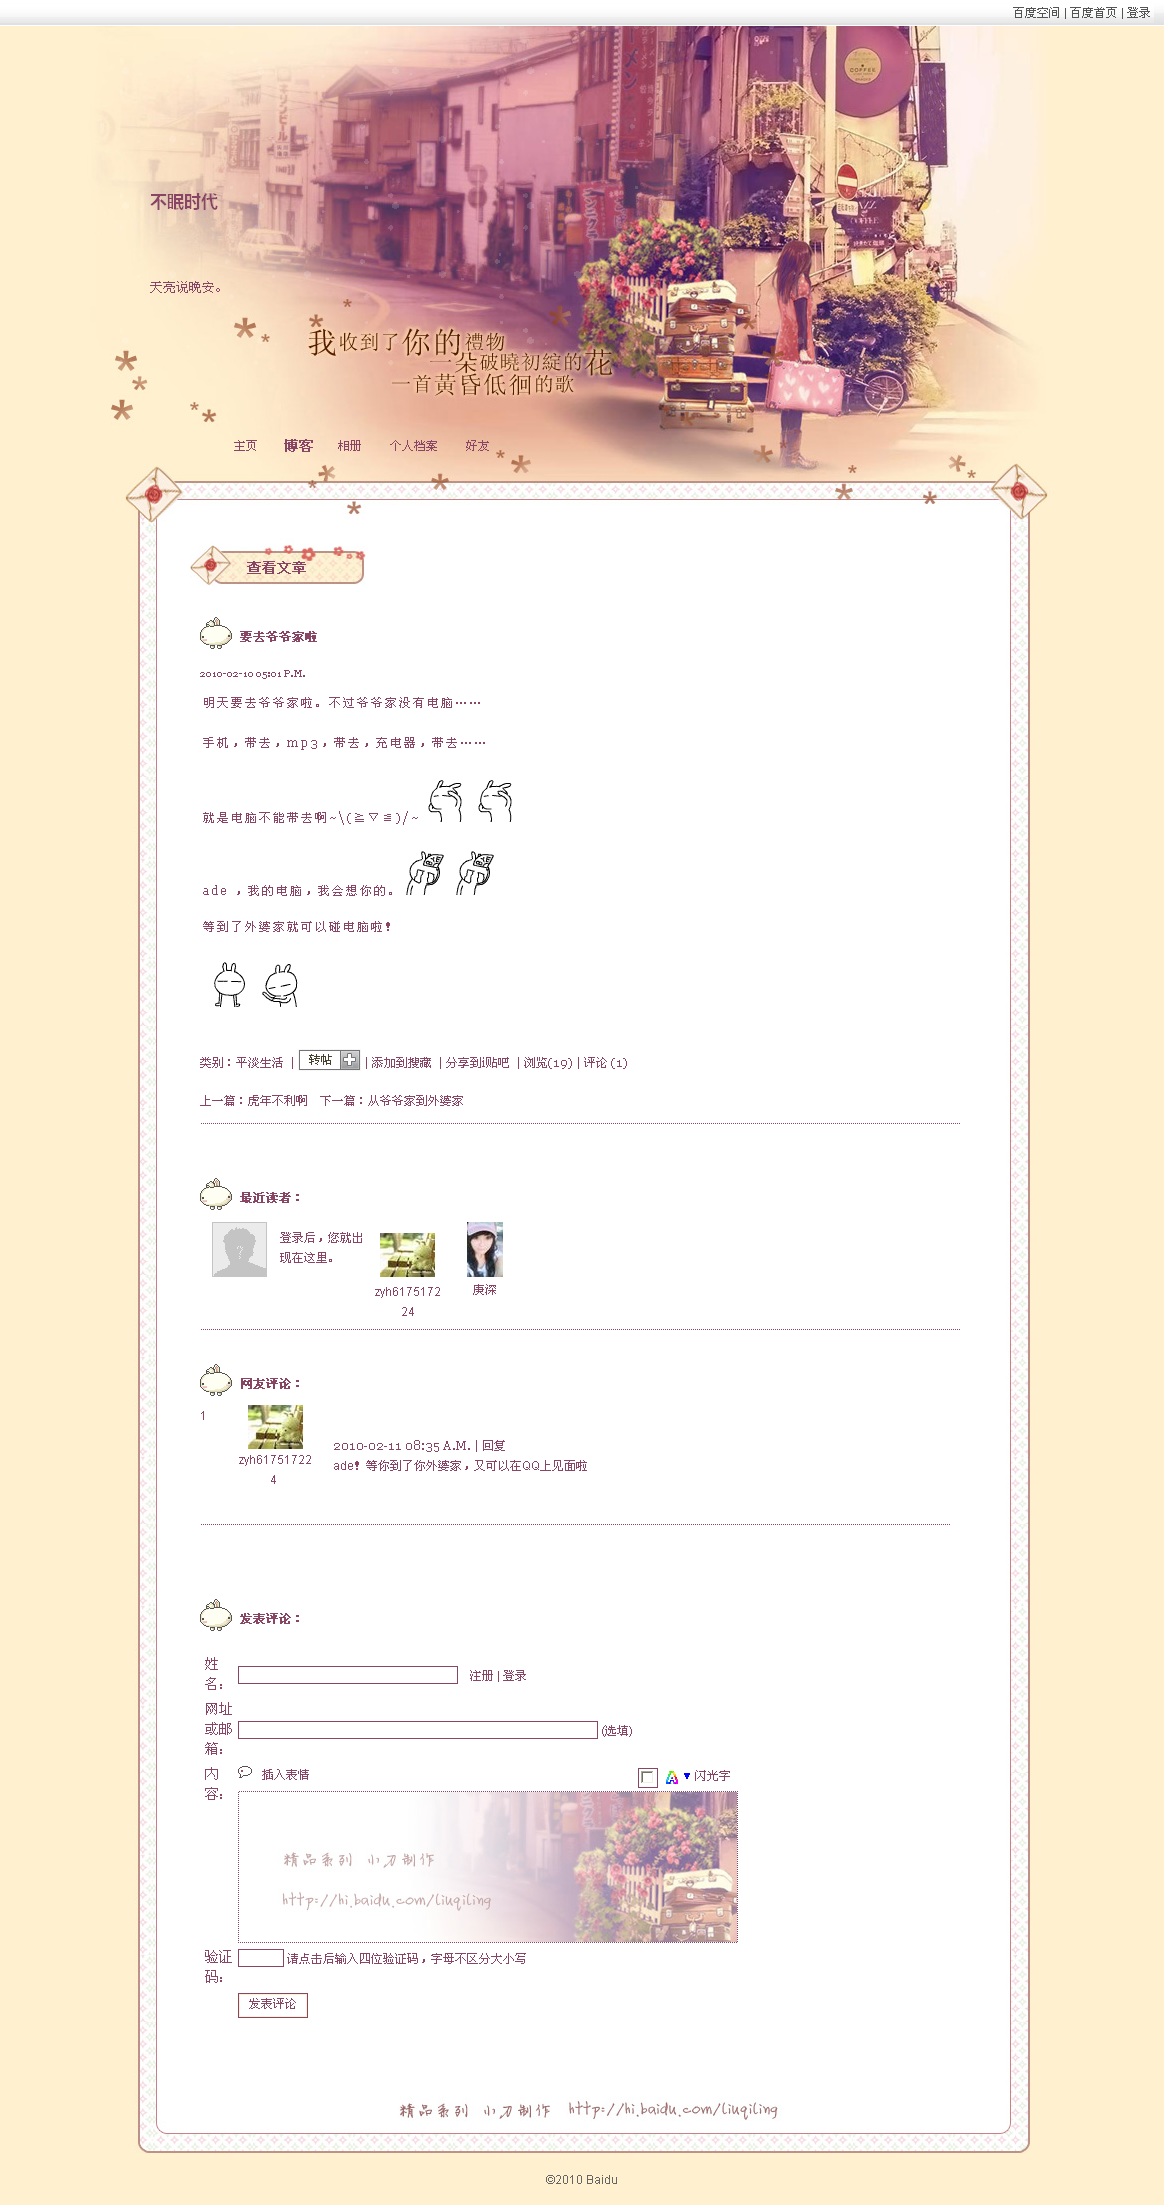 百度空间 | 百度首页 | 登录
COFFEE
不眠时代
天亮说晚安。
我收到了你的禮物
一朵破曉初綻的花
一首黃昏低徊的歌
主页 博客 相册 个人档案 好友
查看文章
要去爷爷家啦
2010-02-10 05:01 P.M.
明天要去爷爷家啦。不过爷爷家没有电脑……
手机，带去，mp3，带去，充电器，带去……
就是电脑不能带去啊~\(≧▽≦)/~
ade ，我的电脑，我会想你的。
等到了外婆家就可以碰电脑啦！
类别：平淡生活 | 转帖 | 添加到搜藏 | 分享到i贴吧 | 浏览(19) | 评论 (1)
上一篇：虎年不利啊 下一篇：从爷爷家到外婆家
最近读者：
登录后，您就出
现在这里。
zyh6175172
24
庚深
网友评论：
1
zyh61751722
4
2010-02-11 08:35 A.M. | 回复
ade！等你到了你外婆家，又可以在QQ上见面啦
发表评论：
姓
名：
注册 | 登录
网址
或邮
箱：
(选填)
内
容：
插入表情
闪光字
精品系列 小刀制作
http://hi.baidu.com/liuqiling
验证
码：
请点击后输入四位验证码，字母不区分大小写
发表评论
精品系列 小刀制作 http://hi.baidu.com/liuqiling
©2010 Baidu